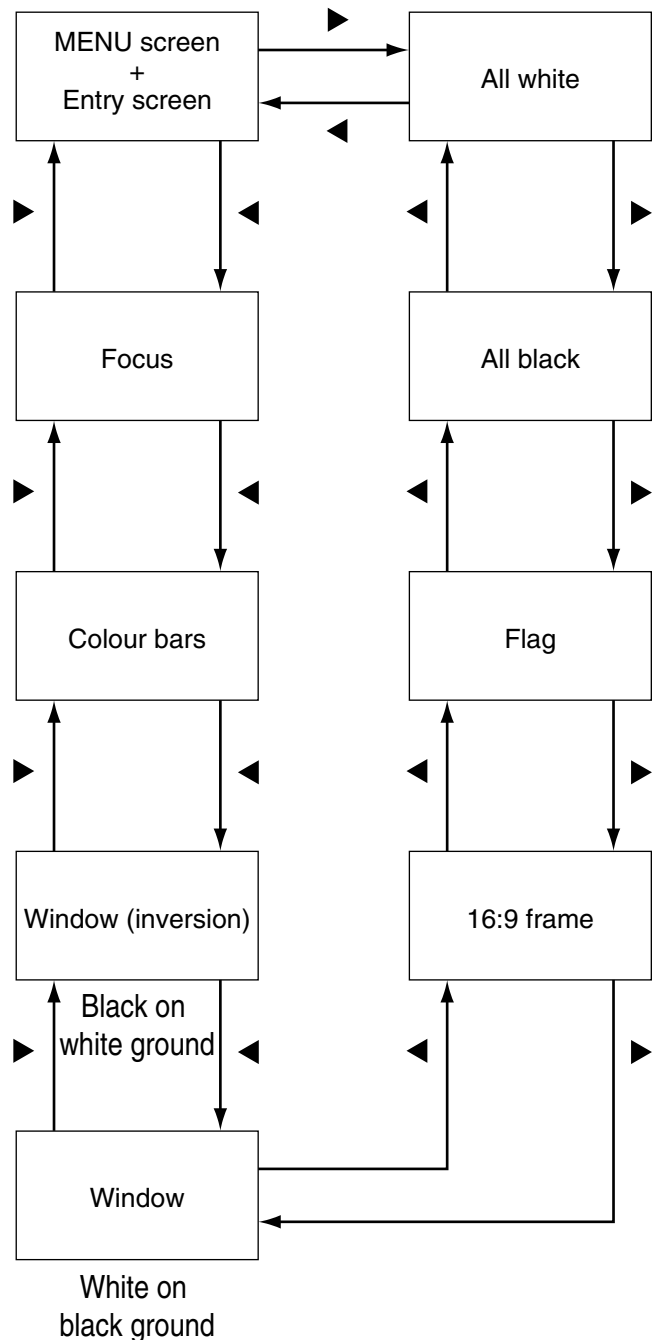 MENU screen
+
Entry screen
All white
Focus
All black
Colour bars
Flag
Window (inversion)
16:9 frame
Black on
white ground
Window
White on
black ground